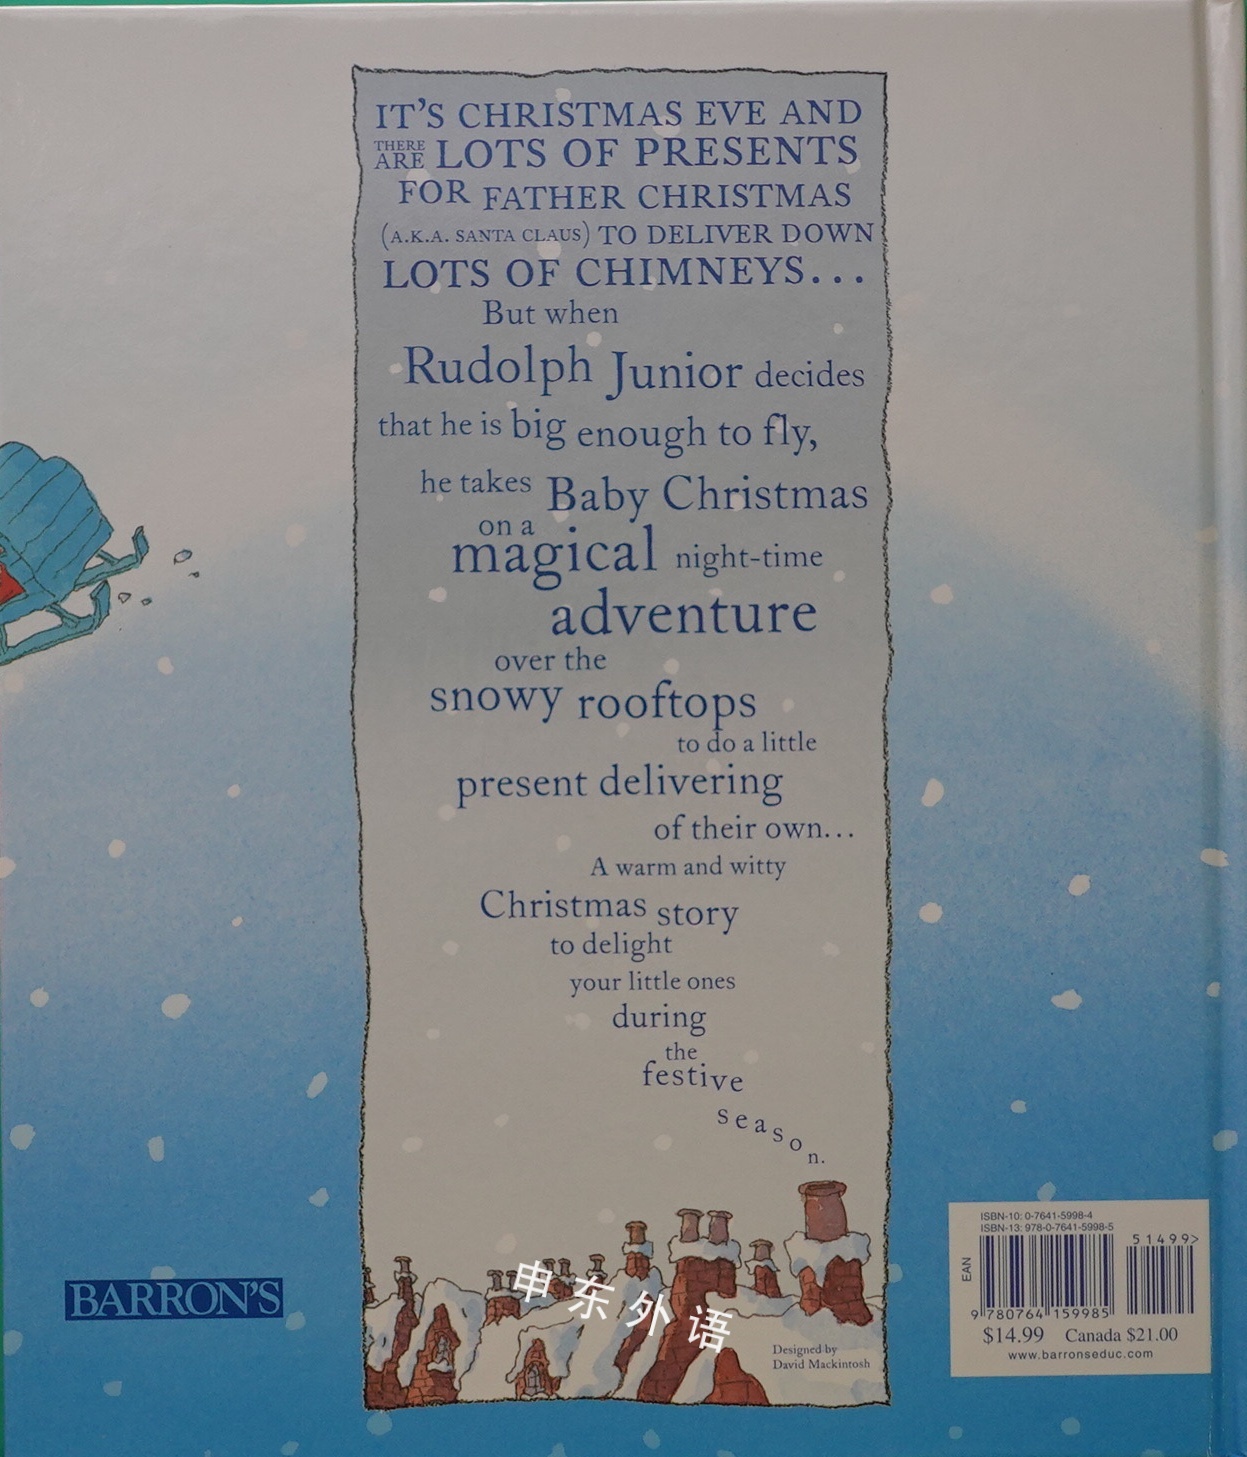 IT'S CHRISTMAS EVE AND
THERE ARE LOTS OF PRESENTS
FOR FATHER CHRISTMAS
(A.K.A. SANTA CLAUS) TO DELIVER DOWN
LOTS OF CHIMNEYS...
But when
Rudolph Junior decides
that he is big enough to fly,
he takes Baby Christmas
on a
magical night-time
adventure
over the
snowy rooftops
to do a little
present delivering
of their own...
A warm and witty
Christmas story
to delight
your little ones
during
the
festive
season.
BARRON'S
申东外语
Designed by
David Mackintosh
ISBN-10: 0-7641-5998-4
ISBN-13: 978-0-7641-5998-5
51499>
EAN
9 780764 159985
$14.99 Canada $21.00
www.barronseduc.com